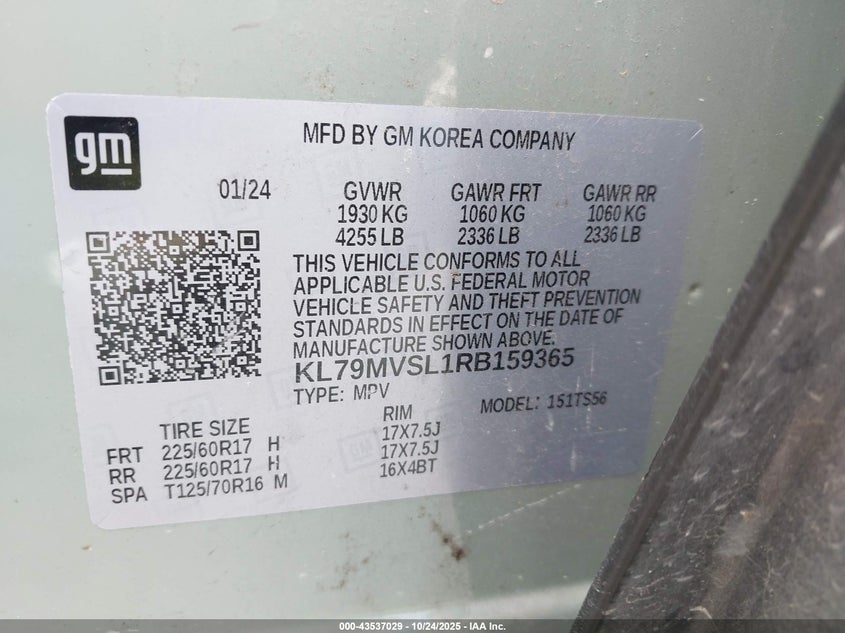 gm
MFD BY GM KOREA COMPANY
01/24 GVWR GAWR FRT GAWR RR
1930 KG 1060 KG 1060 KG
4255 LB 2336 LB 2336 LB
THIS VEHICLE CONFORMS TO ALL
APPLICABLE U.S. FEDERAL MOTOR
VEHICLE SAFETY AND THEFT PREVENTION
STANDARDS IN EFFECT ON THE DATE OF
MANUFACTURE SHOWN ABOVE.
KL79MVSL1RB159365
TYPE: MPV MODEL: 151TS56
TIRE SIZE RIM
FRT 225/60R17 H 17X7.5J
RR 225/60R17 H 17X7.5J
SPA T125/70R16 M 16X4BT
000-43537029 - 10/24/2025 - IAA Inc.